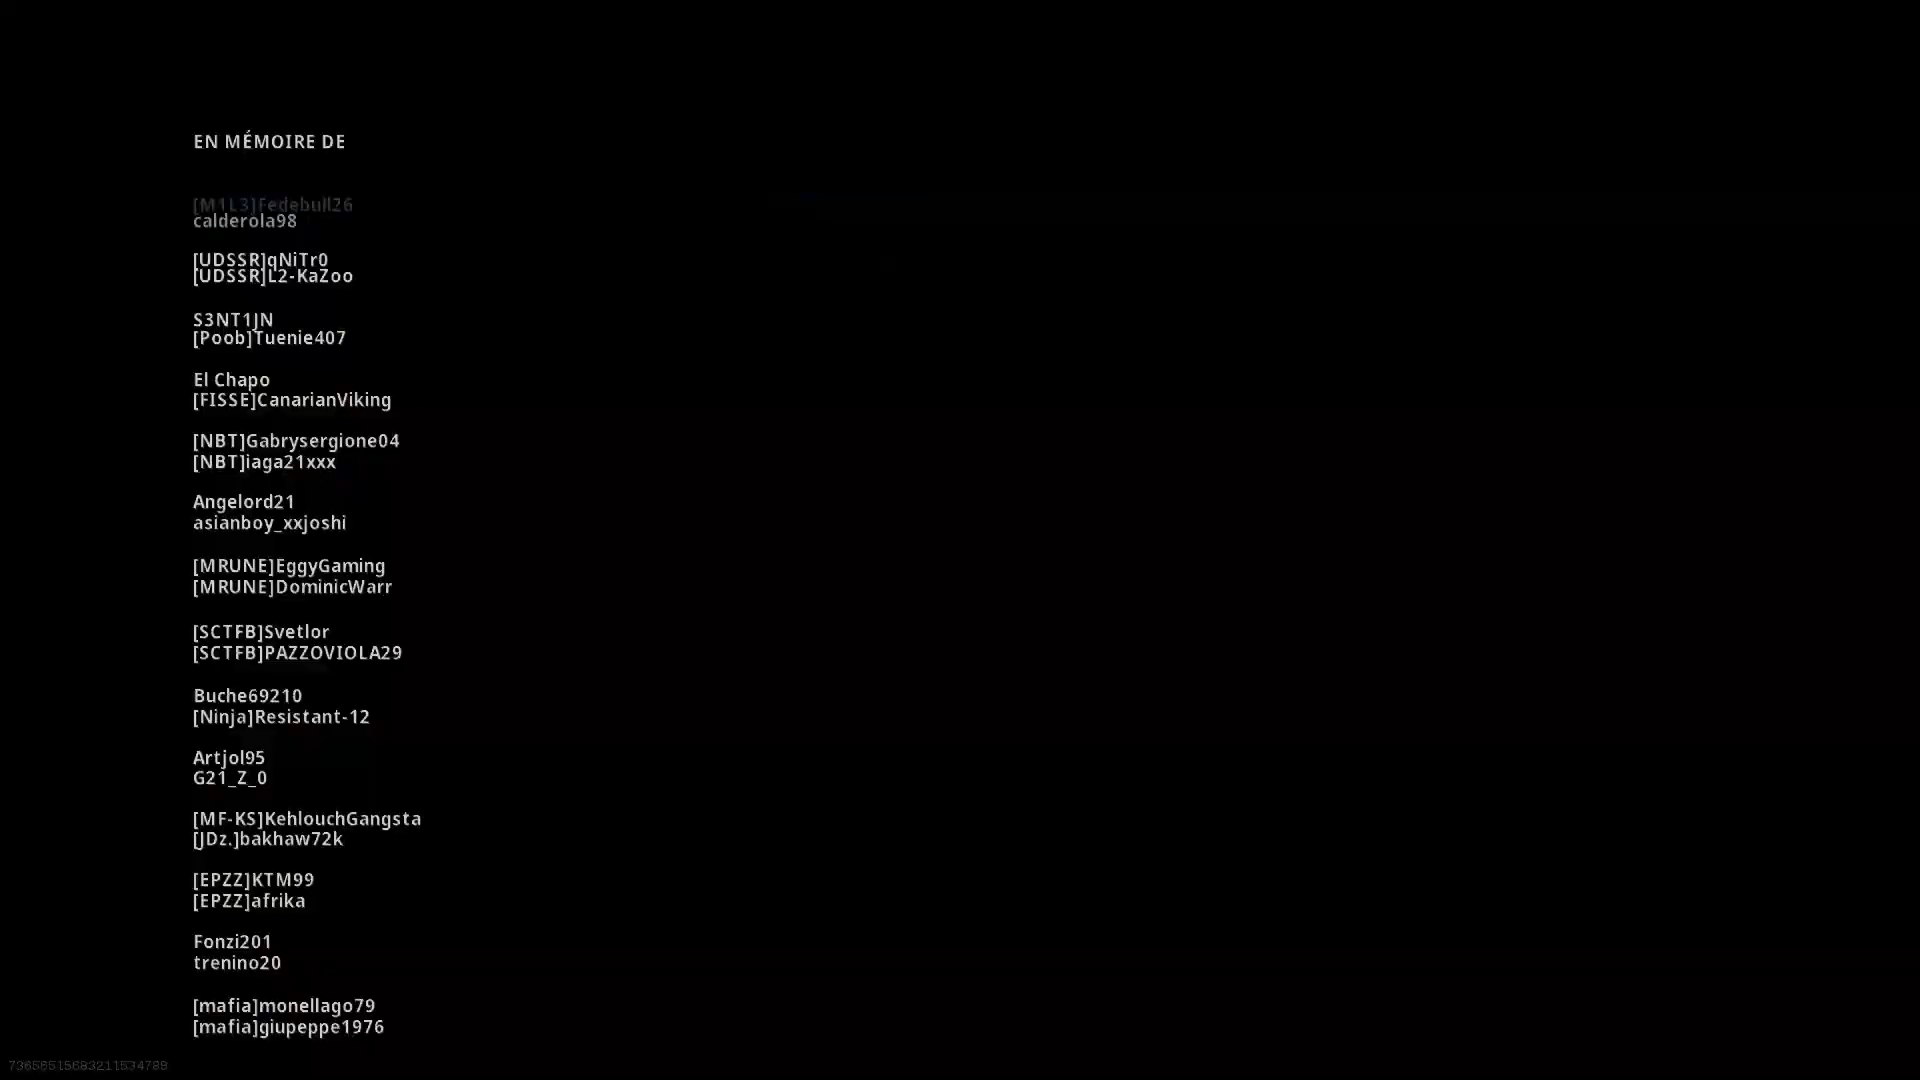 EN MÉMOIRE DE
[M1L3]Fedebull26
calderola98
[UDSSR]qNiTr0
[UDSSR]L2-KaZoo
S3NT1JN
[Poob]Tuenie407
El Chapo
[FISSE]CanarianViking
[NBT]Gabrysergione04
[NBT]iaga21xxx
Angelord21
asianboy_xxjoshi
[MRUNE]EggyGaming
[MRUNE]DominicWarr
[SCTFB]Svetlor
[SCTFB]PAZZOVIOLA29
Buche69210
[Ninja]Resistant-12
Artjol95
G21_Z_0
[MF-KS]KehlouchGangsta
[JDz.]bakhaw72k
[EPZZ]KTM99
[EPZZ]afrika
Fonzi201
trenino20
[mafia]monellago79
[mafia]giupeppe1976